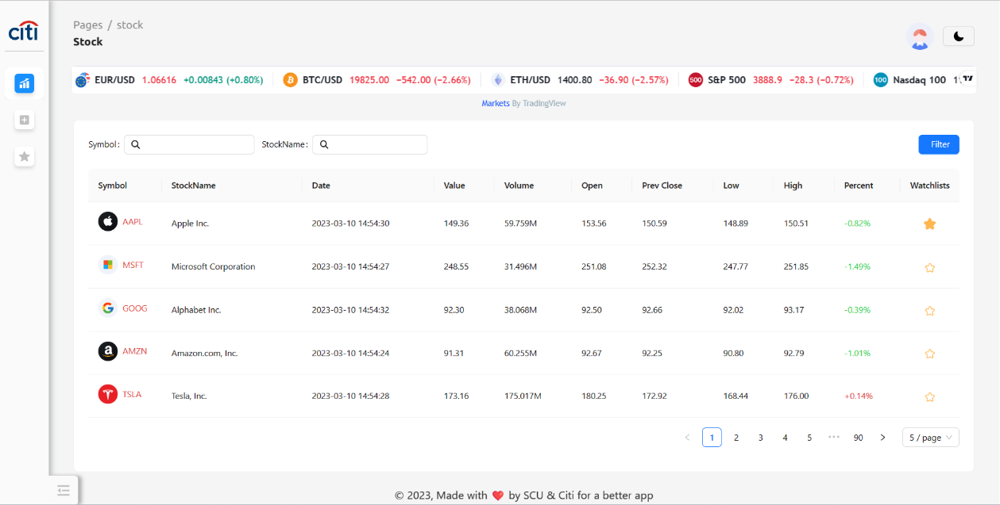 citi
Pages / stock
Stock
EUR/USD 1.06616 +0.00843 (+0.80%) BTC/USD 19825.00 −542.00 (−2.66%) ETH/USD 1400.80 −36.90 (−2.57%) 500 S&P 500 3888.9 −28.3 (−0.72%) 100 Nasdaq 100
Markets By TradingView
Symbol: StockName: Filter
Symbol StockName Date Value Volume Open Prev Close Low High Percent Watchlists
AAPL Apple Inc. 2023-03-10 14:54:30 149.36 59.759M 153.56 150.59 148.89 150.51 -0.82%
MSFT Microsoft Corporation 2023-03-10 14:54:27 248.55 31.496M 251.08 252.32 247.77 251.85 -1.49%
GOOG Alphabet Inc. 2023-03-10 14:54:32 92.30 38.068M 92.50 92.66 92.02 93.17 -0.39%
AMZN Amazon.com, Inc. 2023-03-10 14:54:24 91.31 60.255M 92.67 92.25 90.80 92.79 -1.01%
TSLA Tesla, Inc. 2023-03-10 14:54:28 173.16 175.017M 180.25 172.92 168.44 176.00 +0.14%
< 1 2 3 4 5 ••• 90 > 5 / page
© 2023, Made with ❤️ by SCU & Citi for a better app